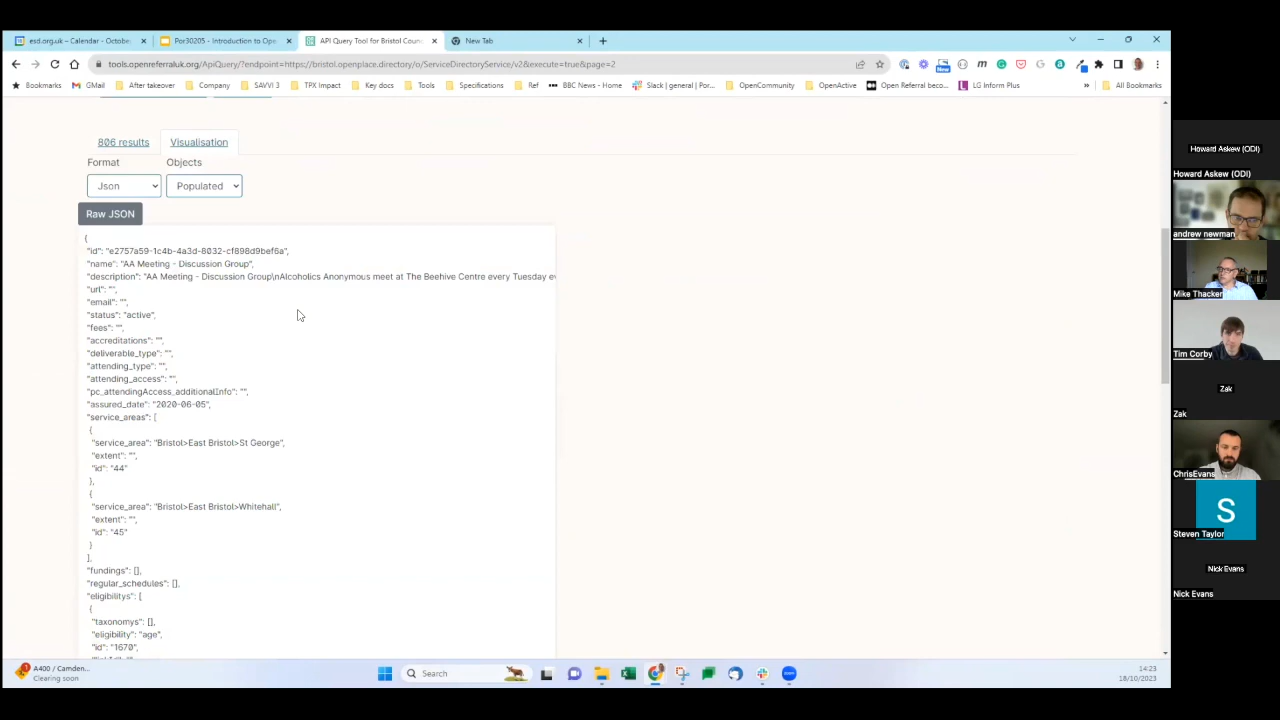 esd.org.uk – Calendar - Octobe
Por30205 - Introduction to Ope
API Query Tool for Bristol Counc
New Tab
tools.openreferraluk.org/ApiQuery/?endpoint=https://bristol.openplace.directory/o/ServiceDirectoryService/v2&execute=true&page=2
Bookmarks
GMail
After takeover
Company
SAVVI 3
TPX Impact
Key docs
Tools
Specifications
Ref
BBC News - Home
Slack | general | Por...
OpenCommunity
OpenActive
Open Referral beco...
LG Inform Plus
»
All Bookmarks
New
806 results
Visualisation
Format
Objects
Json
Populated
Raw JSON
{
"id": "e2757a59-1c4b-4a3d-8032-cf898d9bef6a",
"name": "AA Meeting - Discussion Group",
"description": "AA Meeting - Discussion Group\nAlcoholics Anonymous meet at The Beehive Centre every Tuesday ev
"url": "",
"email": "",
"status": "active",
"fees": "",
"accreditations": "",
"deliverable_type": "",
"attending_type": "",
"attending_access": "",
"pc_attendingAccess_additionalInfo": "",
"assured_date": "2020-06-05",
"service_areas": [
{
"service_area": "Bristol>East Bristol>St George",
"extent": "",
"id": "44"
},
{
"service_area": "Bristol>East Bristol>Whitehall",
"extent": "",
"id": "45"
}
],
"fundings": [],
"regular_schedules": [],
"eligibilitys": [
{
"taxonomys": [],
"eligibility": "age",
"id": "1670"
Howard Askew (ODI)
Howard Askew (ODI)
andrew newman
Mike Thacker
Tim Corby
Zak
Zak
ChrisEvans
S
Steven Taylor
Nick Evans
Nick Evans
A400 / Camden...
Clearing soon
Search
14:23
18/10/2023